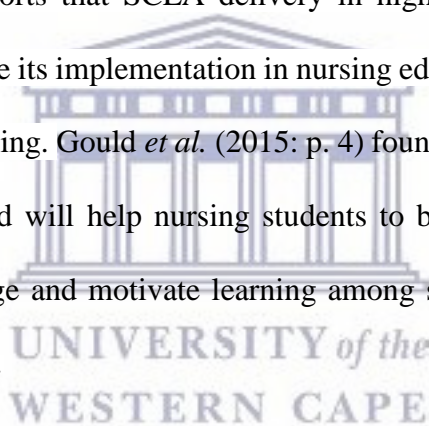 orts that SCLA delivery in high
e its implementation in nursing ed
ing. Gould et al. (2015: p. 4) foun
d will help nursing students to b
ge and motivate learning among s
UNIVERSITY of the
WESTERN CAPE